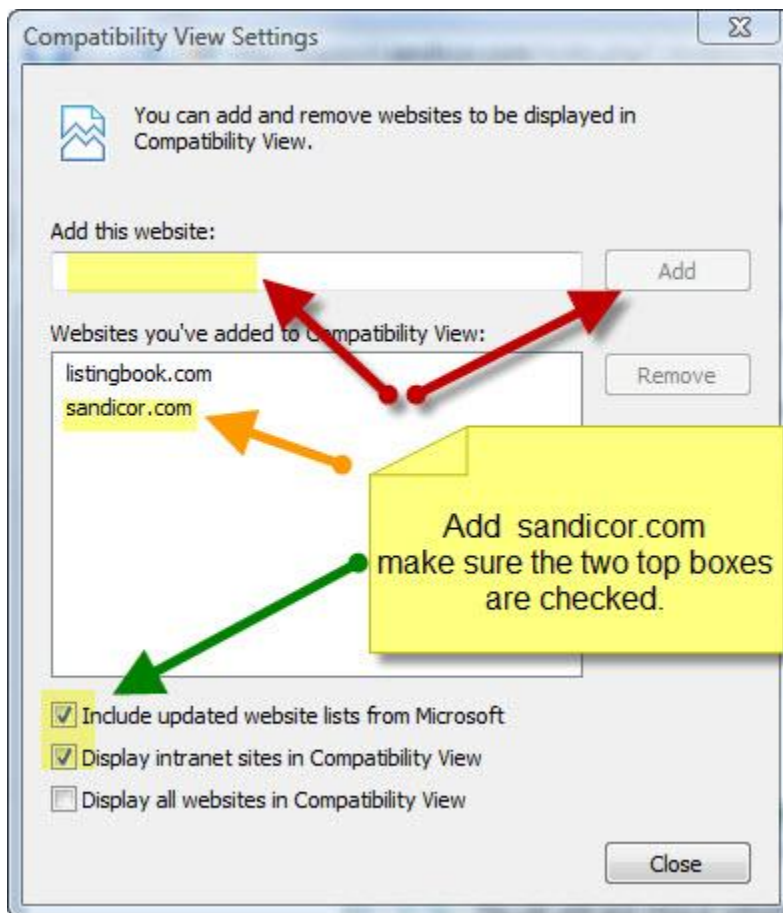 Compatibility View Settings
You can add and remove websites to be displayed in
Compatibility View.
Add this website:
Add
Websites you've added to Compatibility View:
listingbook.com
Remove
sandicor.com
Add sandicor.com
make sure the two top boxes
are checked.
Include updated website lists from Microsoft
Display intranet sites in Compatibility View
Display all websites in Compatibility View
Close